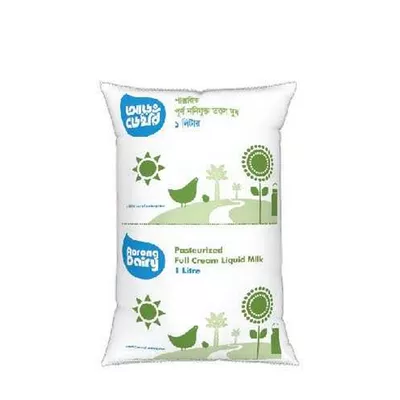 আড়ং
ডেইরি
পাস্তুরিত
পূর্ণ ননিযুক্ত তরল দুধ
১ লিটার
Aarong
Dairy
Pasteurized
Full Cream Liquid Milk
1 Litre